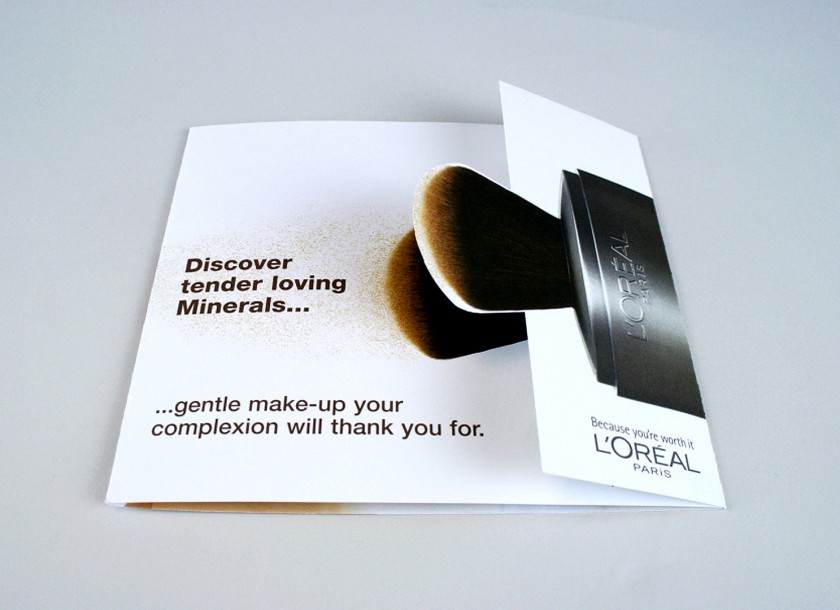 Discover
tender loving
Minerals...
...gentle make-up your
complexion will thank you for.
L'ORÉAL
PARIS
Because you're worth it
L'ORÉAL
PARIS